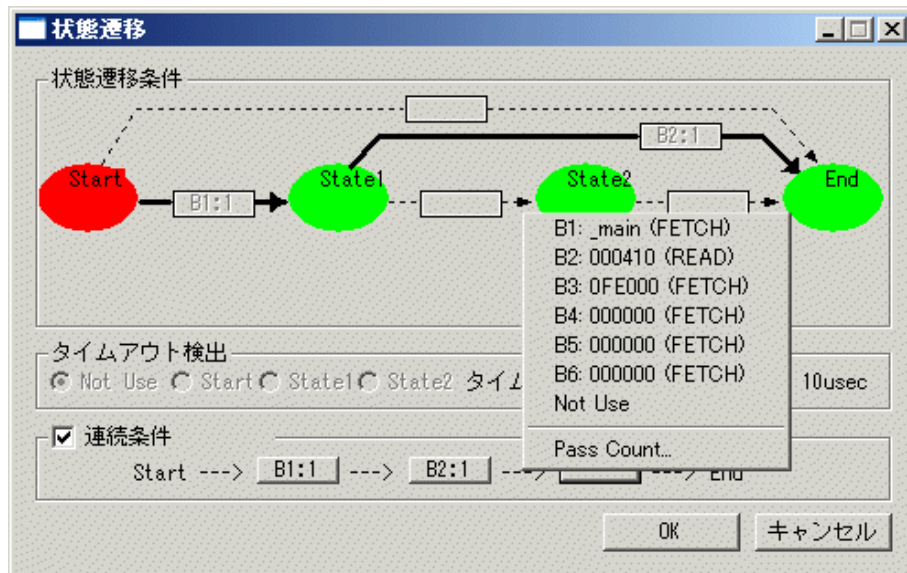 状態遷移
状態遷移条件
B2:1
Start
State1
State2
End
B1:1
B1: _main (FETCH)
B2: 000410 (READ)
B3: 0FE000 (FETCH)
B4: 000000 (FETCH)
B5: 000000 (FETCH)
B6: 000000 (FETCH)
Not Use
Pass Count...
タイムアウト検出
Not Use Start State1 State2 タイ
10usec
連続条件
Start ---> B1:1 ---> B2:1 ---> ---> End
OK キャンセル